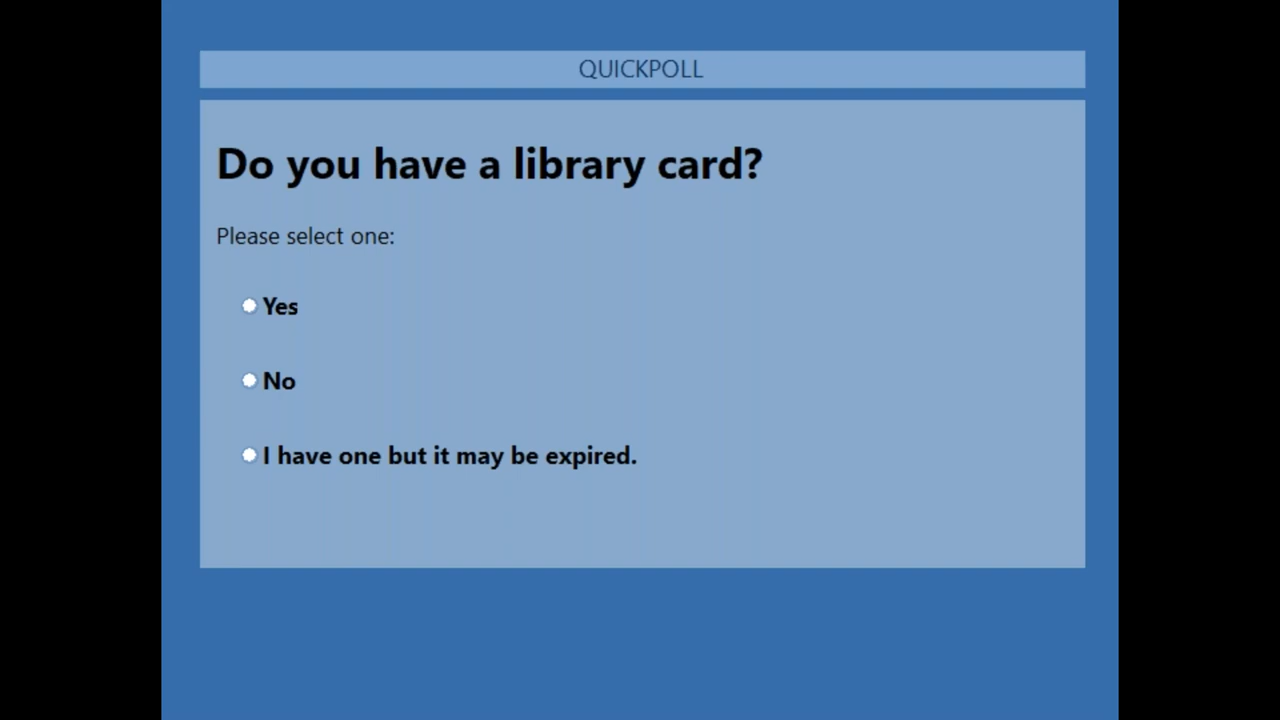 QUICKPOLL
Do you have a library card?
Please select one:
Yes
No
I have one but it may be expired.